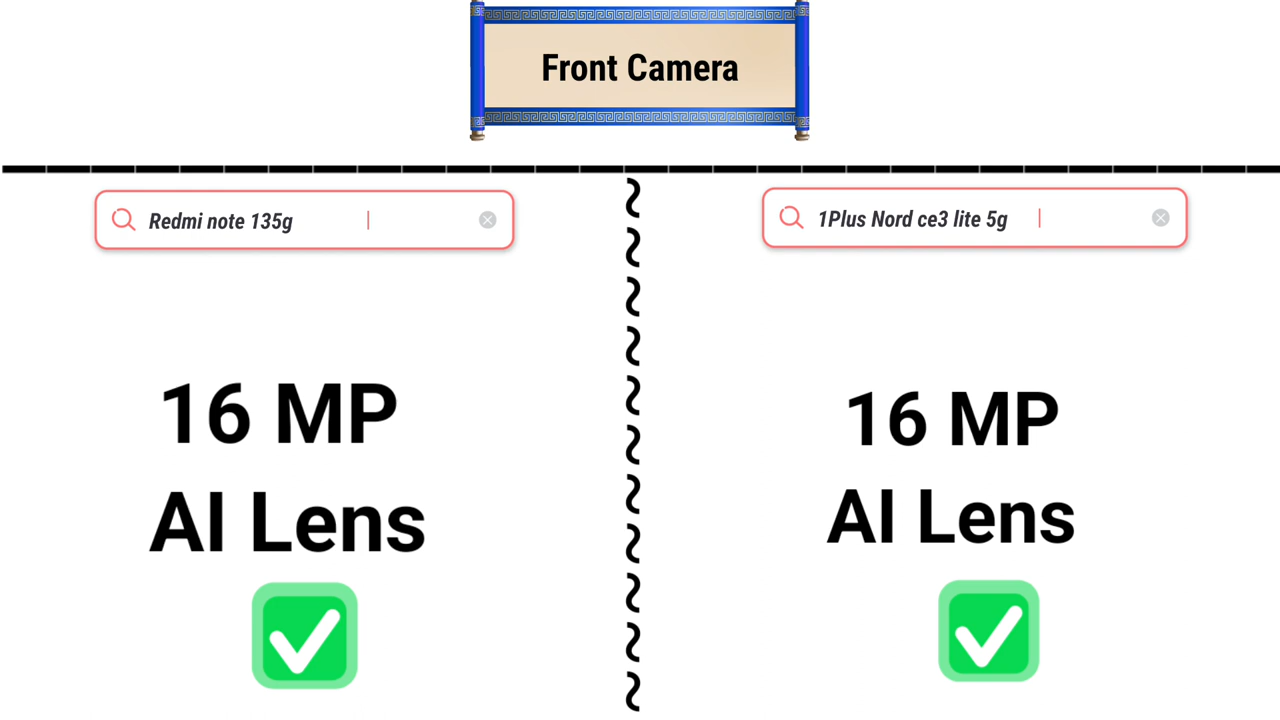 Front Camera
Redmi note 135g
1Plus Nord ce3 lite 5g
16 MP
AI Lens
16 MP
AI Lens